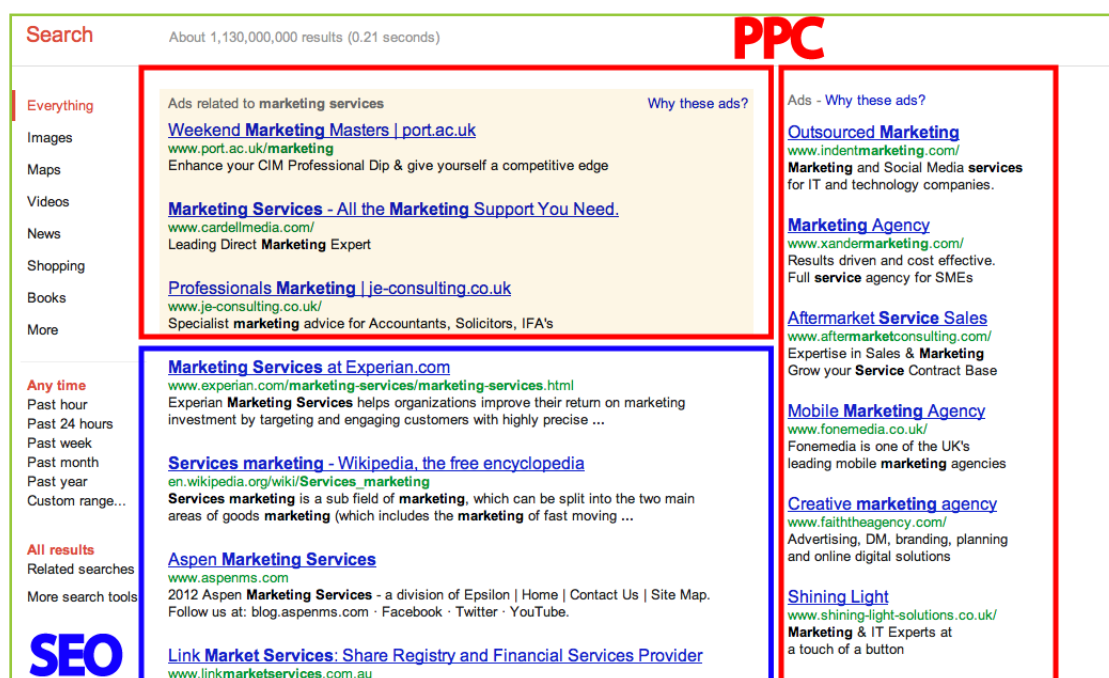 PPC
Search
About 1,130,000,000 results (0.21 seconds)
Everything
Images
Maps
Videos
News
Shopping
Books
More
Any time
Past hour
Past 24 hours
Past week
Past month
Past year
Custom range...
All results
Related searches
More search tools
SEO
Ads related to marketing services
Why these ads?
Weekend Marketing Masters | port.ac.uk
www.port.ac.uk/marketing
Enhance your CIM Professional Dip & give yourself a competitive edge
Marketing Services - All the Marketing Support You Need.
www.cardellmedia.com/
Leading Direct Marketing Expert
Professionals Marketing | je-consulting.co.uk
www.je-consulting.co.uk/
Specialist marketing advice for Accountants, Solicitors, IFA's
Marketing Services at Experian.com
www.experian.com/marketing-services/marketing-services.html
Experian Marketing Services helps organizations improve their return on marketing
investment by targeting and engaging customers with highly precise ...
Services marketing - Wikipedia, the free encyclopedia
en.wikipedia.org/wiki/Services_marketing
Services marketing is a sub field of marketing, which can be split into the two main
areas of goods marketing (which includes the marketing of fast moving ...
Aspen Marketing Services
www.aspenms.com
2012 Aspen Marketing Services - a division of Epsilon | Home | Contact Us | Site Map.
Follow us at: blog.aspenms.com · Facebook · Twitter · YouTube.
Link Market Services: Share Registry and Financial Services Provider
www.linkmarketservices.com.au
Ads - Why these ads?
Outsourced Marketing
www.indentmarketing.com/
Marketing and Social Media services
for IT and technology companies.
Marketing Agency
www.xandermarketing.com/
Results driven and cost effective.
Full service agency for SMEs
Aftermarket Service Sales
www.aftermarketconsulting.com/
Expertise in Sales & Marketing
Grow your Service Contract Base
Mobile Marketing Agency
www.fonemedia.co.uk/
Fonemedia is one of the UK's
leading mobile marketing agencies
Creative marketing agency
www.faiththeagency.com/
Advertising, DM, branding, planning
and online digital solutions
Shining Light
www.shining-light-solutions.co.uk/
Marketing & IT Experts at
a touch of a button